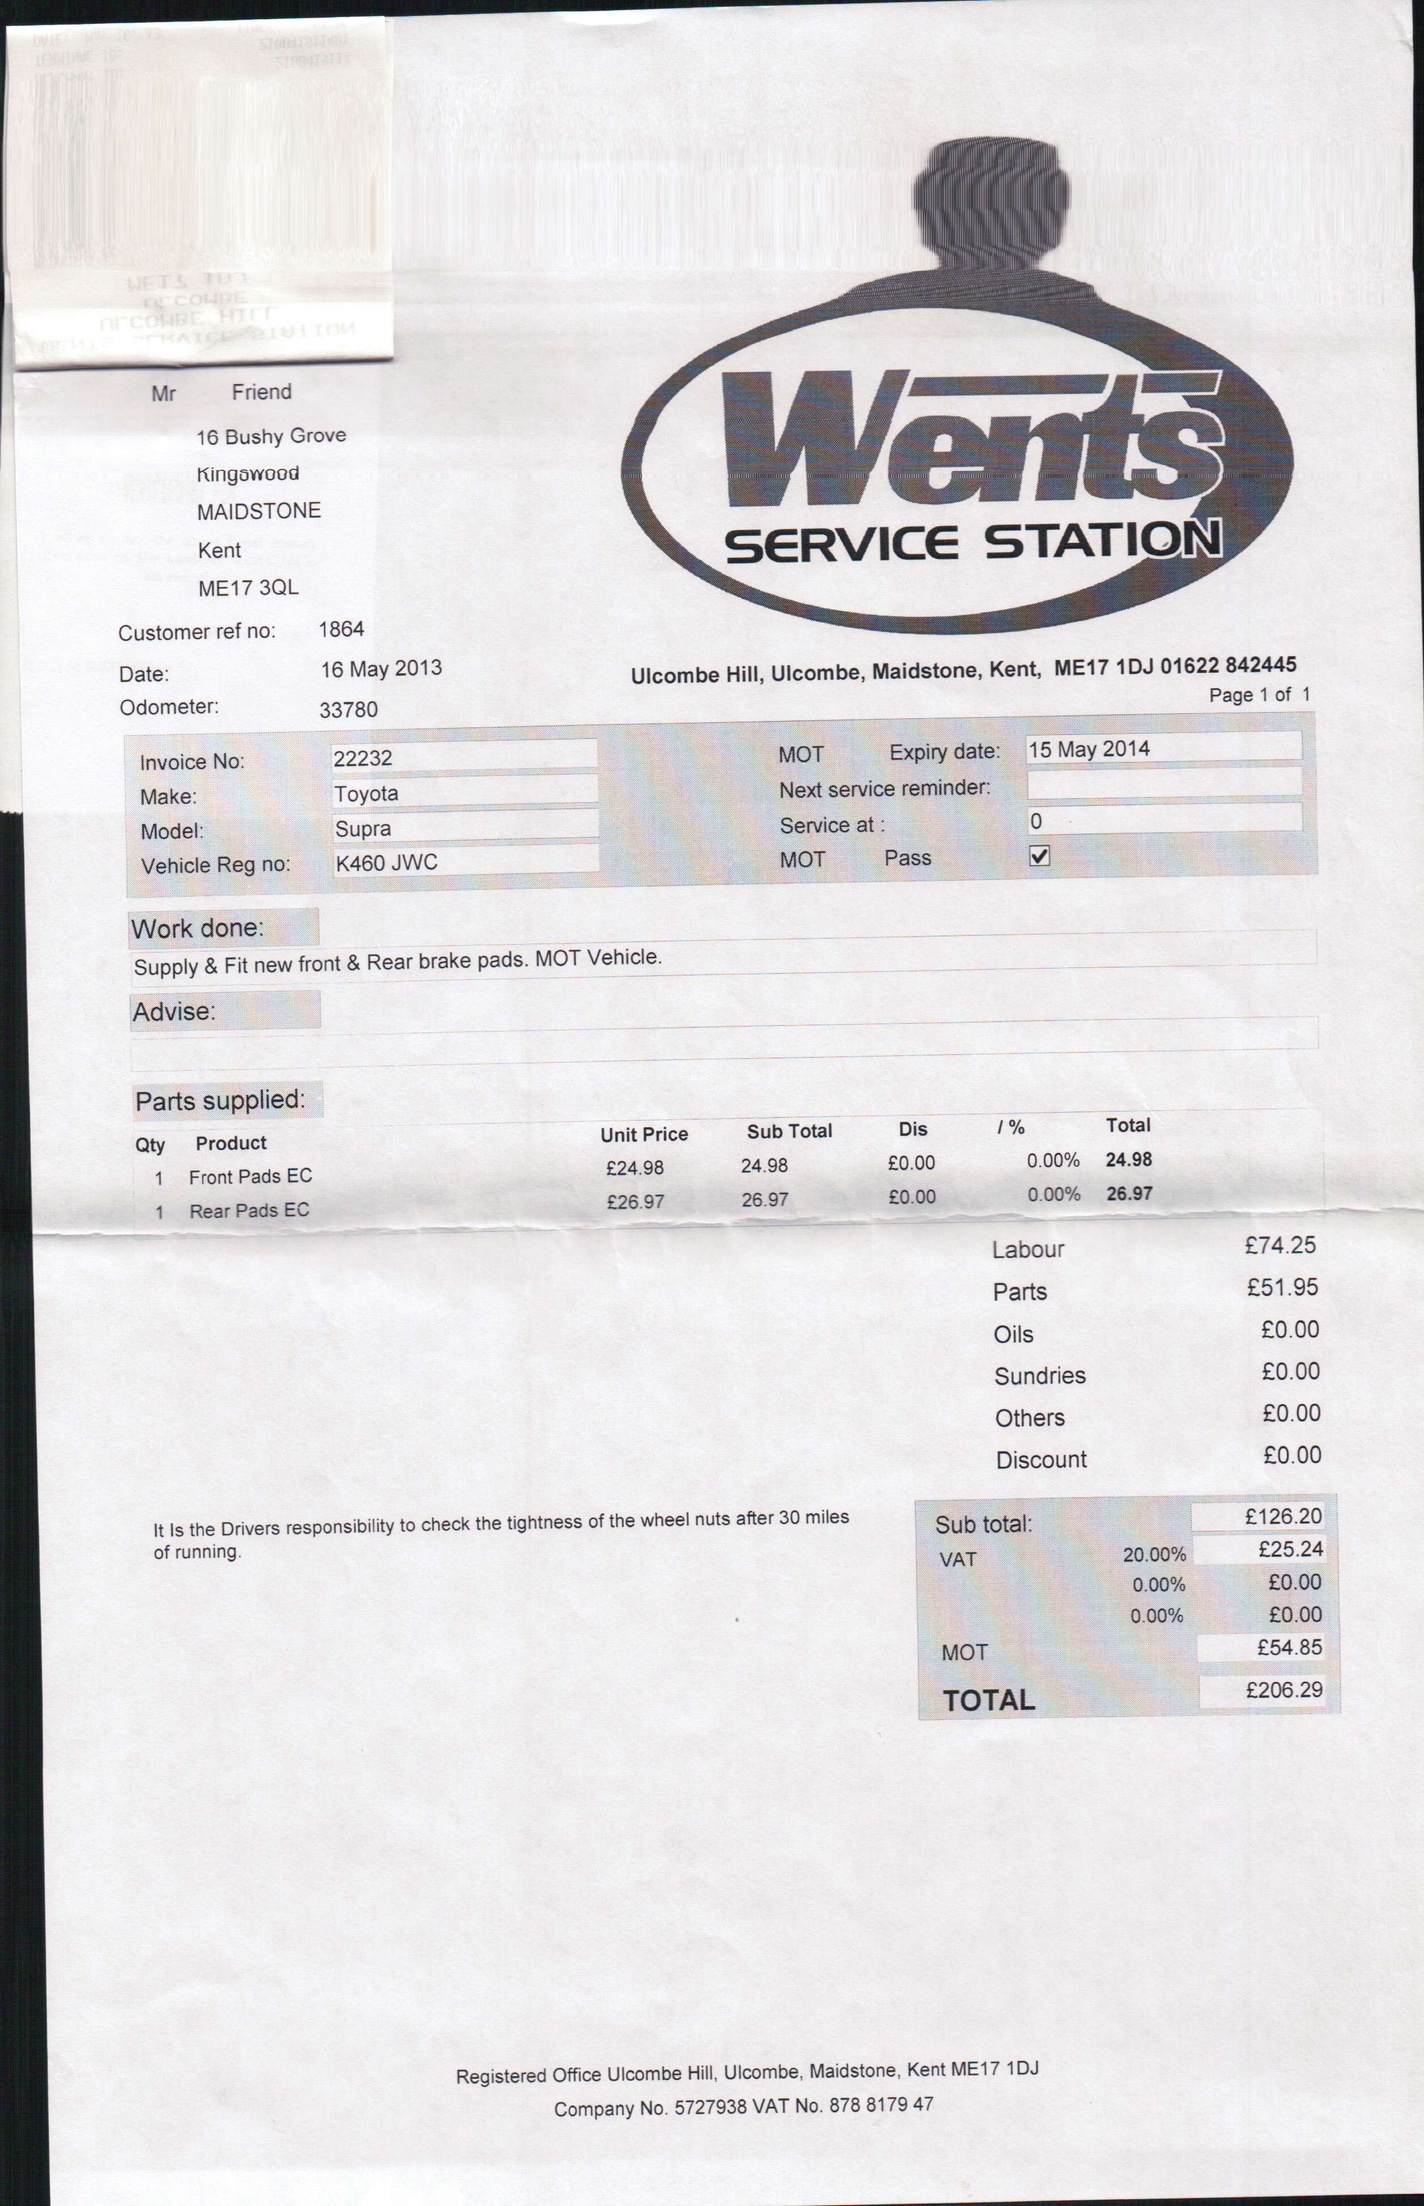 Mr Friend
16 Bushy Grove
Kingswood
MAIDSTONE
Kent
ME17 3QL
Customer ref no: 1864
Date: 16 May 2013
Odometer: 33780
Wents
SERVICE STATION
Ulcombe Hill, Ulcombe, Maidstone, Kent, ME17 1DJ 01622 842445
Page 1 of 1
Invoice No: 22232
Make: Toyota
Model: Supra
Vehicle Reg no: K460 JWC
MOT Expiry date: 15 May 2014
Next service reminder:
Service at : 0
MOT Pass ✓
Work done:
Supply & Fit new front & Rear brake pads. MOT Vehicle.
Advise:
Parts supplied:
Qty Product Unit Price Sub Total Dis / % Total
1 Front Pads EC £24.98 24.98 £0.00 0.00% 24.98
1 Rear Pads EC £26.97 26.97 £0.00 0.00% 26.97
Labour £74.25
Parts £51.95
Oils £0.00
Sundries £0.00
Others £0.00
Discount £0.00
It Is the Drivers responsibility to check the tightness of the wheel nuts after 30 miles
of running.
Sub total: £126.20
VAT 20.00% £25.24
0.00% £0.00
0.00% £0.00
MOT £54.85
TOTAL £206.29
Registered Office Ulcombe Hill, Ulcombe, Maidstone, Kent ME17 1DJ
Company No. 5727938 VAT No. 878 8179 47